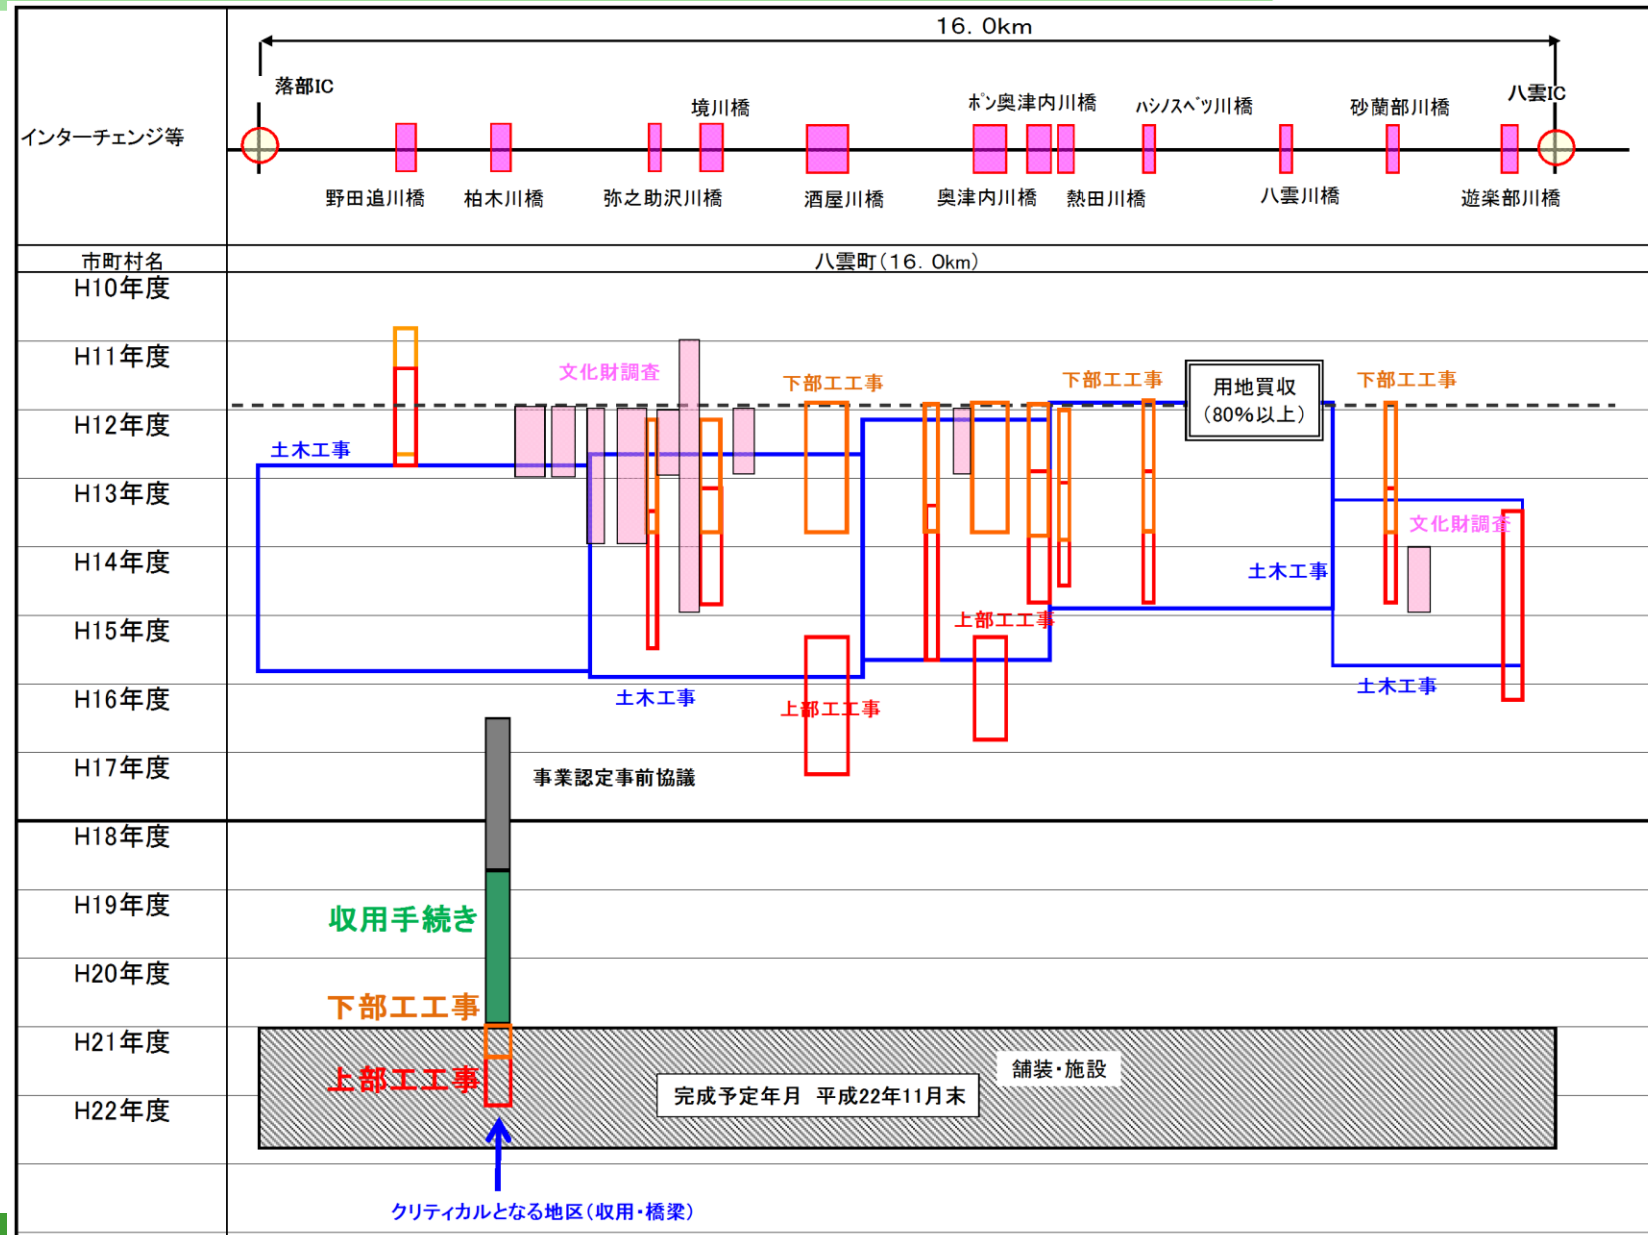 16．0km
落部IC
八雲IC
境川橋
ポン奥津内川橋
ハシノスベツ川橋
砂蘭部川橋
インターチェンジ等
野田追川橋
柏木川橋
弥之助沢川橋
酒屋川橋
奥津内川橋
熱田川橋
八雲川橋
遊楽部川橋
市町村名
八雲町（16．0km）
H10年度
H11年度
文化財調査
下部工工事
下部工工事
用地買収
（80％以上）
下部工工事
H12年度
土木工事
H13年度
文化財調査
H14年度
土木工事
H15年度
上部工工事
土木工事
土木工事
H16年度
上部工工事
H17年度
事業認定事前協議
H18年度
H19年度
収用手続き
H20年度
下部工工事
H21年度
舗装・施設
上部工工事
完成予定年月　平成22年11月末
H22年度
クリティカルとなる地区（収用・橋梁）